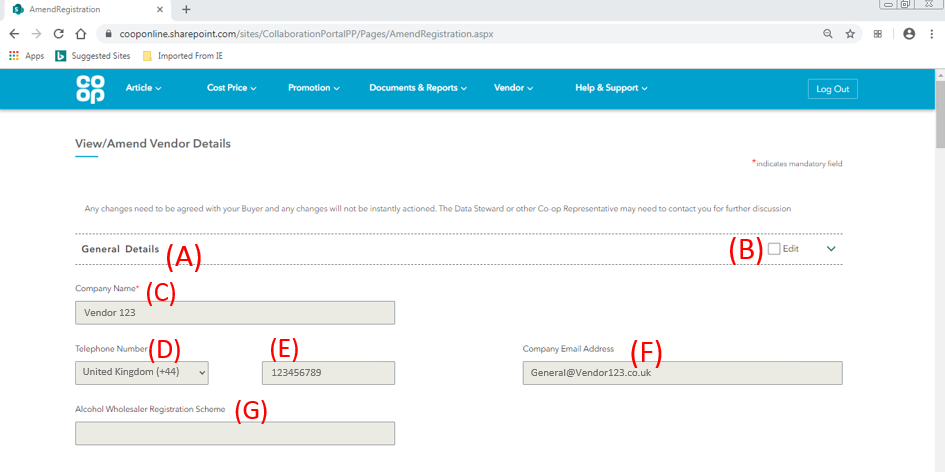 AmendRegistration
cooponline.sharepoint.com/sites/CollaborationPortalPP/Pages/AmendRegistration.aspx
Apps Suggested Sites Imported From IE
co
op
Article Cost Price Promotion Documents & Reports Vendor Help & Support Log Out
View/Amend Vendor Details
*indicates mandatory field
Any changes need to be agreed with your Buyer and any changes will not be instantly actioned. The Data Steward or other Co-op Representative may need to contact you for further discussion
General Details (A) (B) Edit
Company Name* (C)
Vendor 123
Telephone Number (D) (E) Company Email Address (F)
United Kingdom (+44) 123456789 General@Vendor123.co.uk
Alcohol Wholesaler Registration Scheme (G)